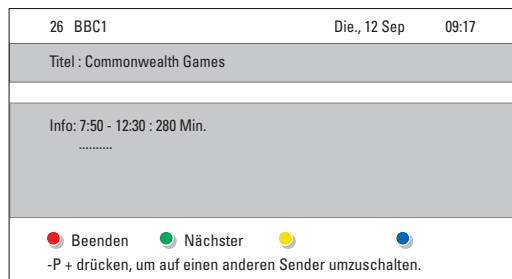 26 BBC1 Die., 12 Sep 09:17
Titel : Commonwealth Games
Info: 7:50 - 12:30 : 280 Min.
..........
Beenden Nächster
-P + drücken, um auf einen anderen Sender umzuschalten.